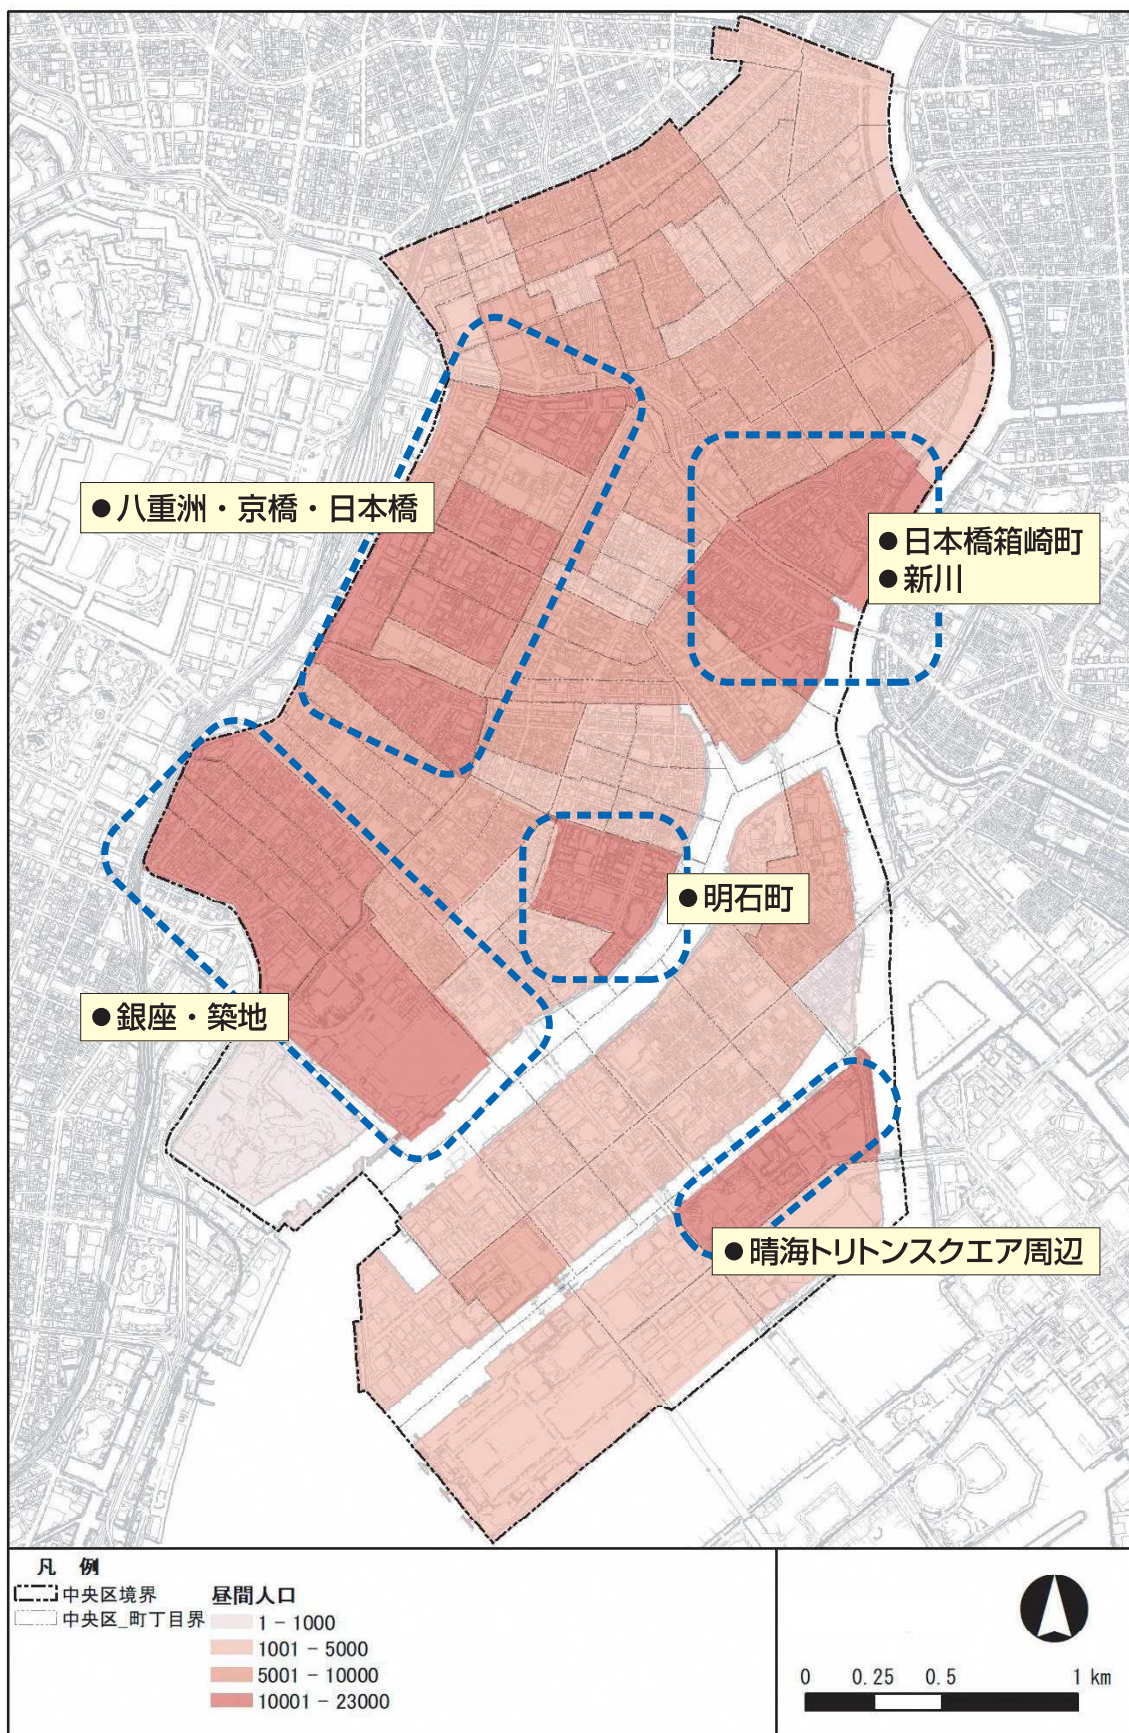 ●八重洲・京橋・日本橋
●日本橋箱崎町
●新川
●明石町
●銀座・築地
●晴海トリトンスクエア周辺
凡 例
中央区境界
中央区_町丁目界
昼間人口
1 - 1000
1001 - 5000
5001 - 10000
10001 - 23000
0 0.25 0.5 1 km